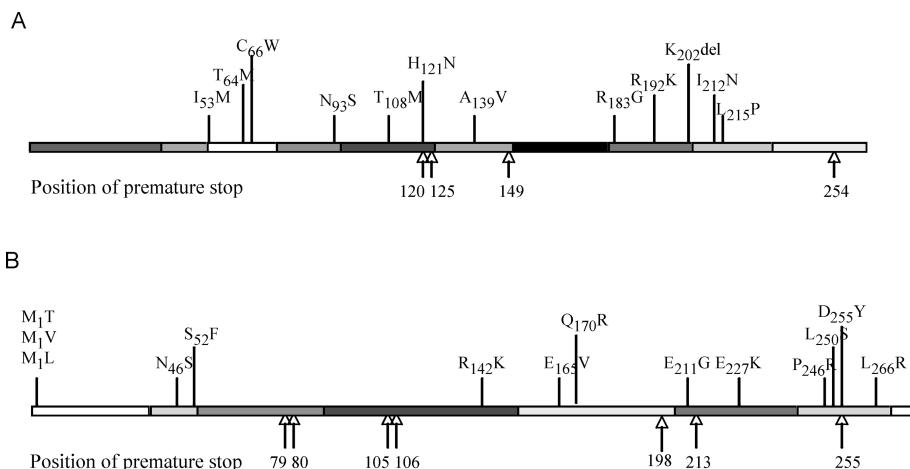 A
K202del
C66W
H121N
T64M
R192K
I212N
I53M
N93S
T108M
A139V
R183G
L215P
Position of premature stop
120
125
149
254
B
M1T
M1V
M1L
D255Y
Q170R
S52F
L250S
N46S
R142K
E165V
E211G
E227K
P246R
L266R
Position of premature stop
79
80
105
106
198
213
255